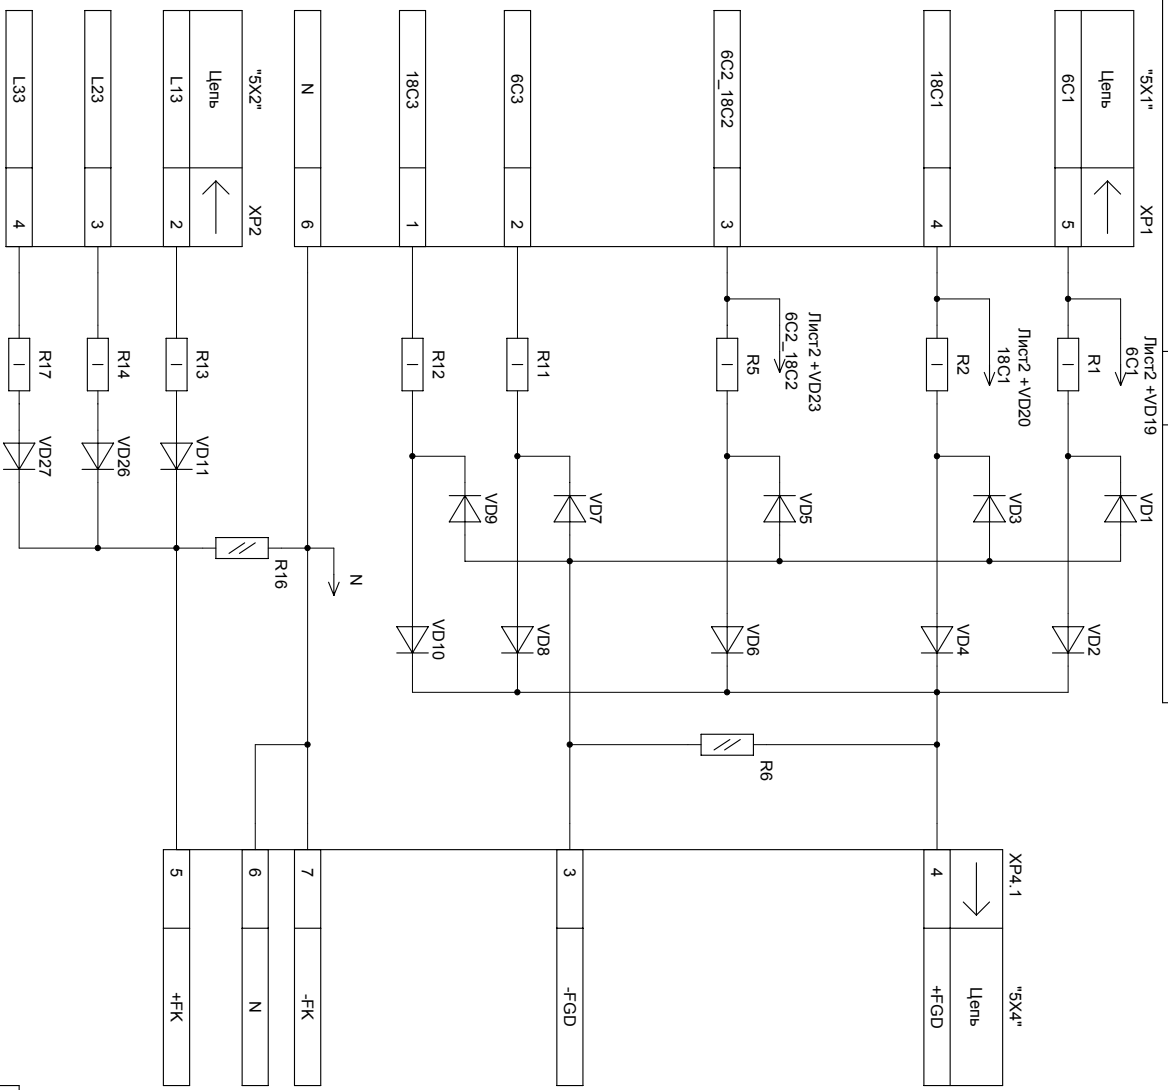 "5X1"
XP1
Цепь
6C1
5
18C1
4
6C2_18C2
3
6C3
2
18C3
1
N
6
"5X2"
XP2
Цепь
L13
2
L23
3
L33
4
Лист2 +VD19
6C1
R1
Лист2 +VD20
18C1
R2
Лист2 +VD23
6C2_18C2
R5
R11
R12
R13
R14
R17
VD1
VD3
VD5
VD7
VD9
VD11
VD26
VD27
VD2
VD4
VD6
VD8
VD10
N
R16
R6
XP4.1
"5X4"
Цепь
4
+FGD
3
-FGD
7
-FK
6
N
5
+FK